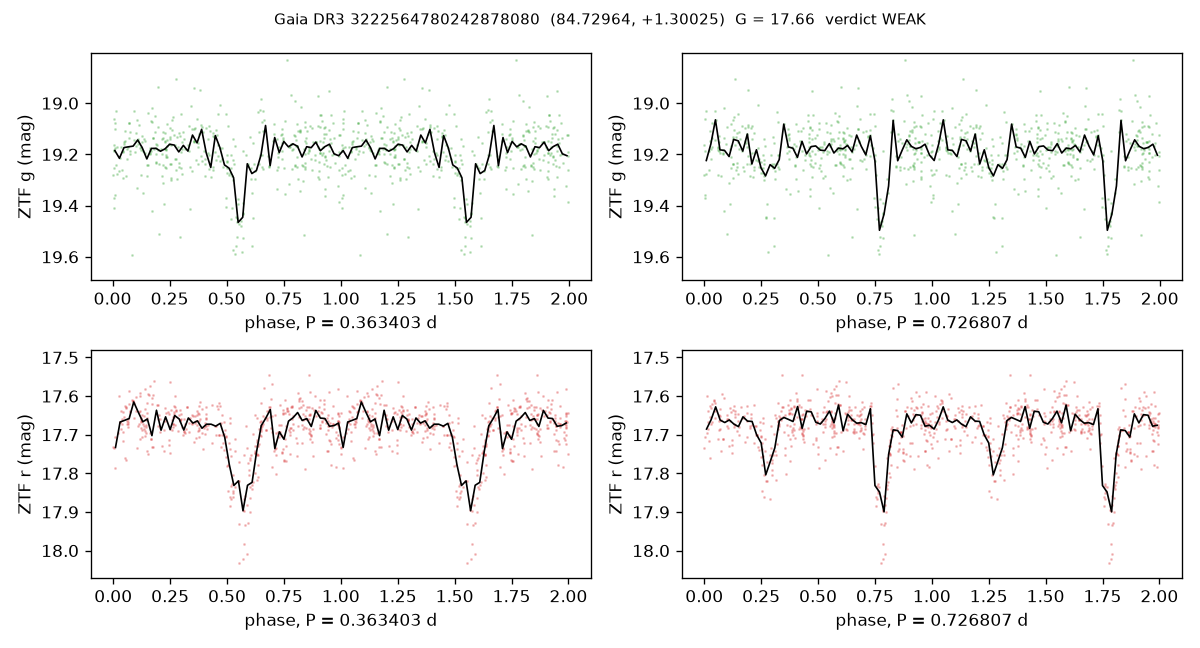 Gaia DR3 3222564780242878080  (84.72964, +1.30025)  G = 17.66  verdict WEAK
ZTF g (mag)
19.0
19.2
19.4
19.6
0.00 0.25 0.50 0.75 1.00 1.25 1.50 1.75 2.00
phase, P = 0.363403 d
ZTF g (mag)
19.0
19.2
19.4
19.6
0.00 0.25 0.50 0.75 1.00 1.25 1.50 1.75 2.00
phase, P = 0.726807 d
ZTF r (mag)
17.5
17.6
17.7
17.8
17.9
18.0
0.00 0.25 0.50 0.75 1.00 1.25 1.50 1.75 2.00
phase, P = 0.363403 d
ZTF r (mag)
17.5
17.6
17.7
17.8
17.9
18.0
0.00 0.25 0.50 0.75 1.00 1.25 1.50 1.75 2.00
phase, P = 0.726807 d